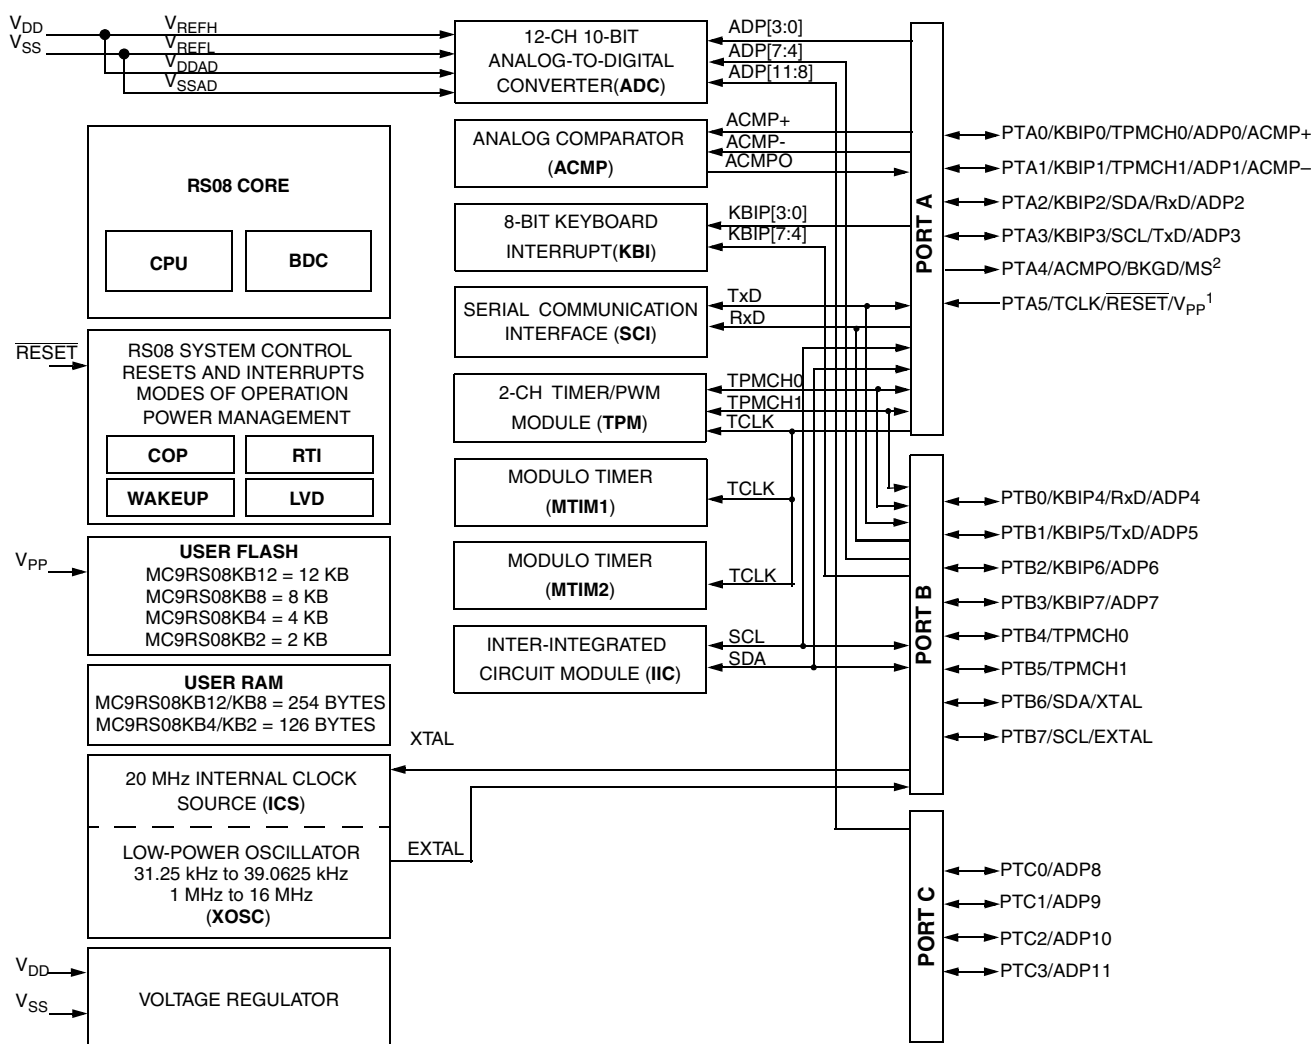 VDD
VSS
VREFH
VREFL
VDDAD
VSSAD
12-CH 10-BIT
ANALOG-TO-DIGITAL
CONVERTER(ADC)
ADP[3:0]
ADP[7:4]
ADP[11:8]
ANALOG COMPARATOR
(ACMP)
ACMP+
ACMP-
ACMPO
8-BIT KEYBOARD
INTERRUPT(KBI)
KBIP[3:0]
KBIP[7:4]
SERIAL COMMUNICATION
INTERFACE (SCI)
TxD
RxD
2-CH TIMER/PWM
MODULE (TPM)
TPMCH0
TPMCH1
TCLK
MODULO TIMER
(MTIM1)
TCLK
MODULO TIMER
(MTIM2)
TCLK
INTER-INTEGRATED
CIRCUIT MODULE (IIC)
SCL
SDA
RS08 CORE
CPU
BDC
RESET
RS08 SYSTEM CONTROL
RESETS AND INTERRUPTS
MODES OF OPERATION
POWER MANAGEMENT
COP
RTI
WAKEUP
LVD
VPP
USER FLASH
MC9RS08KB12 = 12 KB
MC9RS08KB8 = 8 KB
MC9RS08KB4 = 4 KB
MC9RS08KB2 = 2 KB
USER RAM
MC9RS08KB12/KB8 = 254 BYTES
MC9RS08KB4/KB2 = 126 BYTES
XTAL
20 MHz INTERNAL CLOCK
SOURCE (ICS)
EXTAL
LOW-POWER OSCILLATOR
31.25 kHz to 39.0625 kHz
1 MHz to 16 MHz
(XOSC)
VDD
VSS
VOLTAGE REGULATOR
PORT A
PTA0/KBIP0/TPMCH0/ADP0/ACMP+
PTA1/KBIP1/TPMCH1/ADP1/ACMP–
PTA2/KBIP2/SDA/RxD/ADP2
PTA3/KBIP3/SCL/TxD/ADP3
PTA4/ACMPO/BKGD/MS2
PTA5/TCLK/RESET/VPP1
PORT B
PTB0/KBIP4/RxD/ADP4
PTB1/KBIP5/TxD/ADP5
PTB2/KBIP6/ADP6
PTB3/KBIP7/ADP7
PTB4/TPMCH0
PTB5/TPMCH1
PTB6/SDA/XTAL
PTB7/SCL/EXTAL
PORT C
PTC0/ADP8
PTC1/ADP9
PTC2/ADP10
PTC3/ADP11